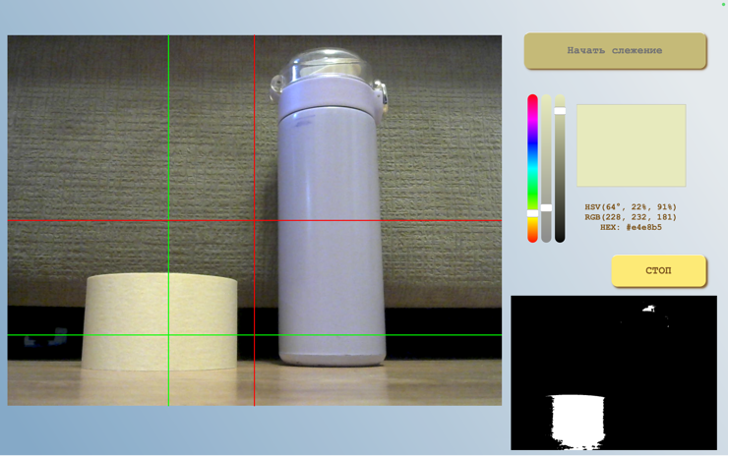 Начать слежение
HSV(64°, 22%, 91%)
RGB(228, 232, 181)
HEX: #e4e8b5
СТОП